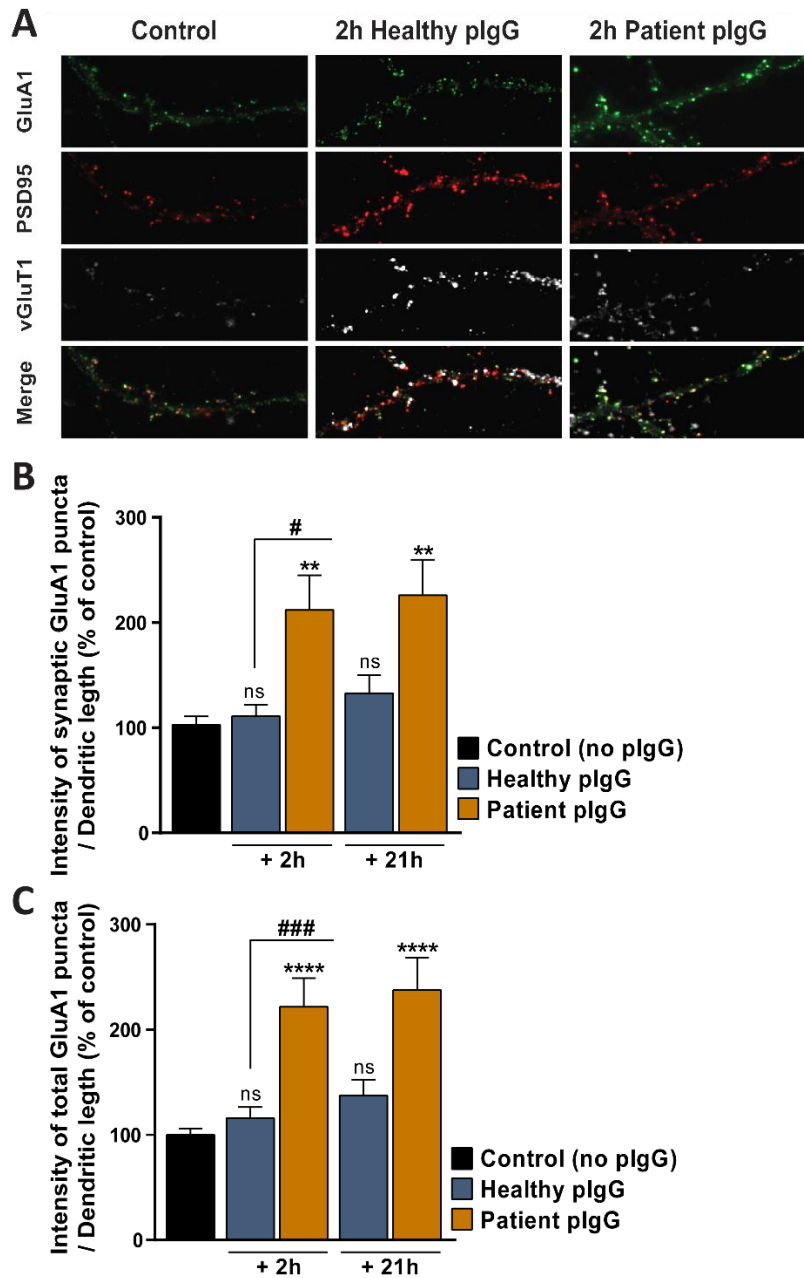 A
Control
2h Healthy pIgG
2h Patient pIgG
GluA1
PSD95
vGluT1
Merge
B
Intensity of synaptic GluA1 puncta
/ Dendritic legth (% of control)
300
200
100
0
#
**
**
ns
ns
+ 2h
+ 21h
Control (no pIgG)
Healthy pIgG
Patient pIgG
C
Intensity of total GluA1 puncta
/ Dendritic legth (% of control)
300
200
100
0
###
****
****
ns
ns
+ 2h
+ 21h
Control (no pIgG)
Healthy pIgG
Patient pIgG